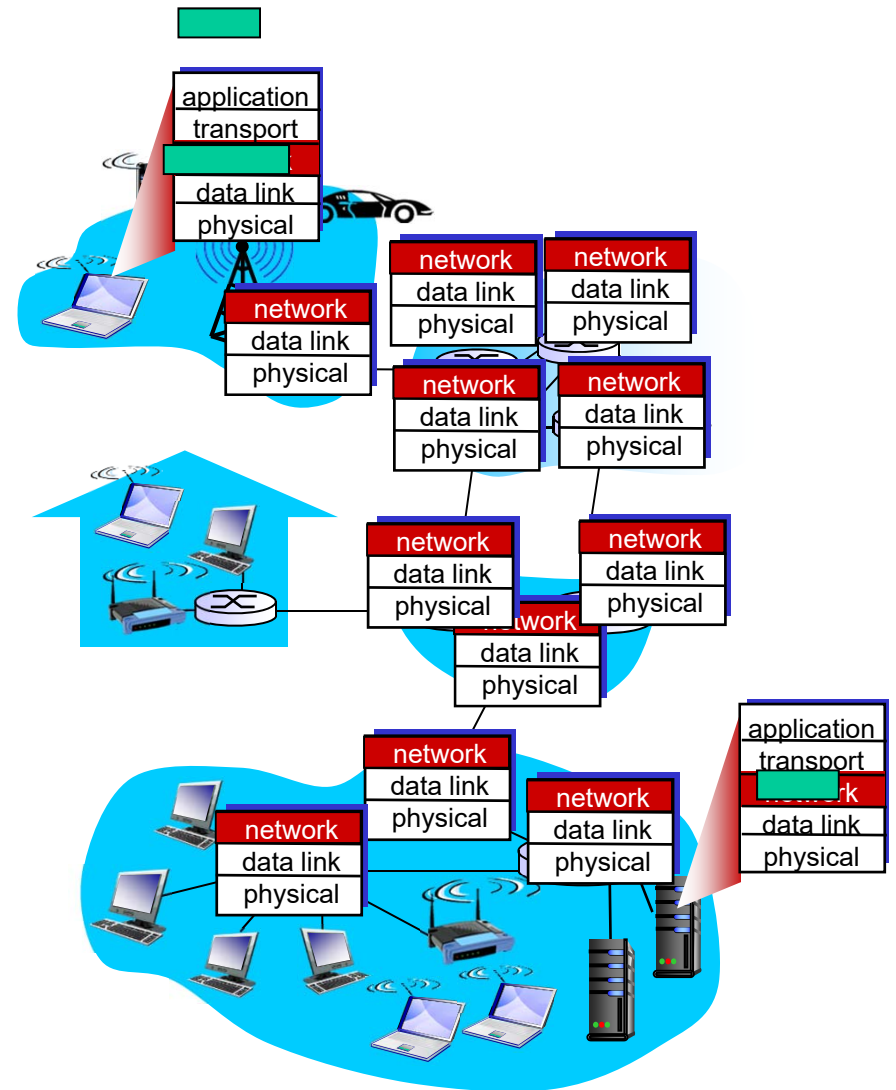 application
transport
data link
physical
network
data link
physical
network
data link
physical
network
data link
physical
network
data link
physical
network
data link
physical
network
data link
physical
network
data link
physical
network
data link
physical
application
transport
network
data link
physical
network
data link
physical
network
data link
physical
network
data link
physical